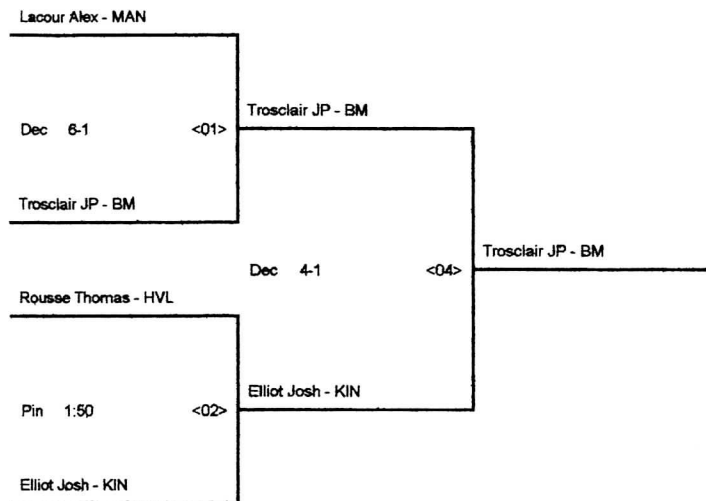 Lacour Alex - MAN
Trosclair JP - BM
Dec 6-1 <01>
Trosclair JP - BM
Dec 4-1 <04>
Trosclair JP - BM
Rousse Thomas - HVL
Elliot Josh - KIN
Pin 1:50 <02>
Elliot Josh - KIN